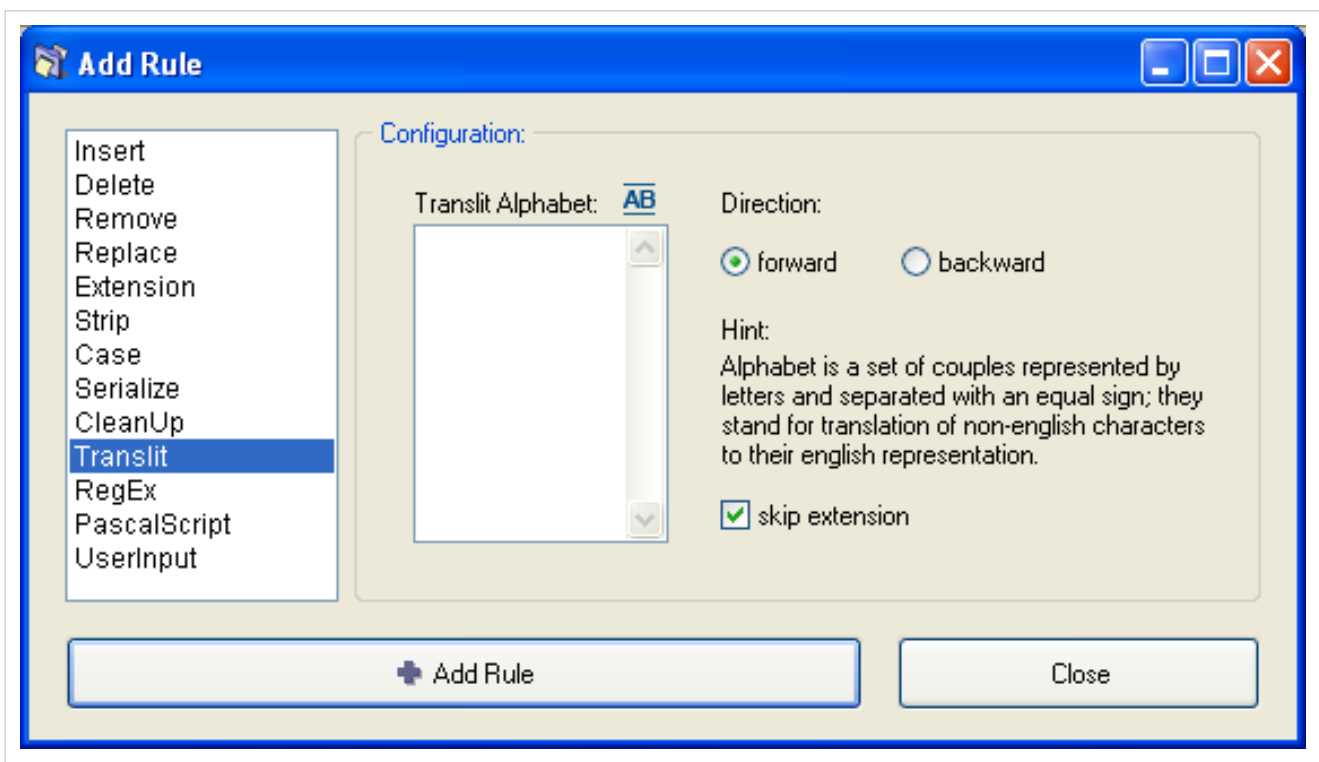 Add Rule
Insert
Delete
Remove
Replace
Extension
Strip
Case
Serialize
CleanUp
Translit
RegEx
PascalScript
UserInput
Configuration:
Translit Alphabet:
AB
Direction:
forward
backward
Hint:
Alphabet is a set of couples represented by
letters and separated with an equal sign; they
stand for translation of non-english characters
to their english representation.
skip extension
Add Rule
Close